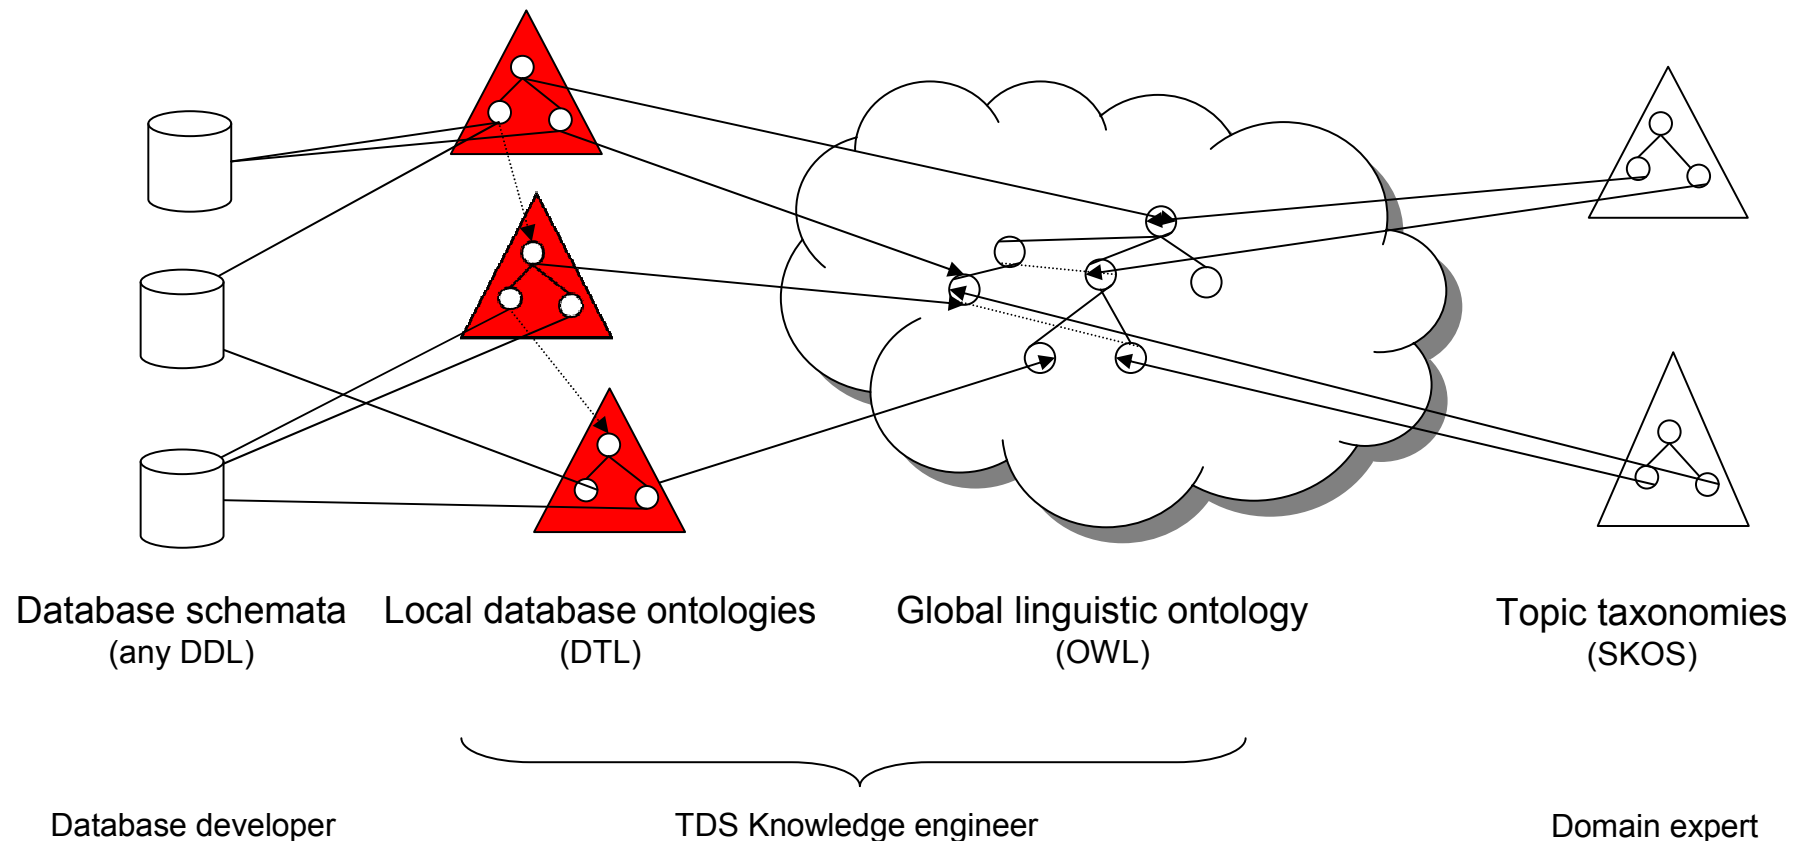 Database schemata
(any DDL)
Local database ontologies
(DTL)
Global linguistic ontology
(OWL)
Topic taxonomies
(SKOS)
Database developer
TDS Knowledge engineer
Domain expert